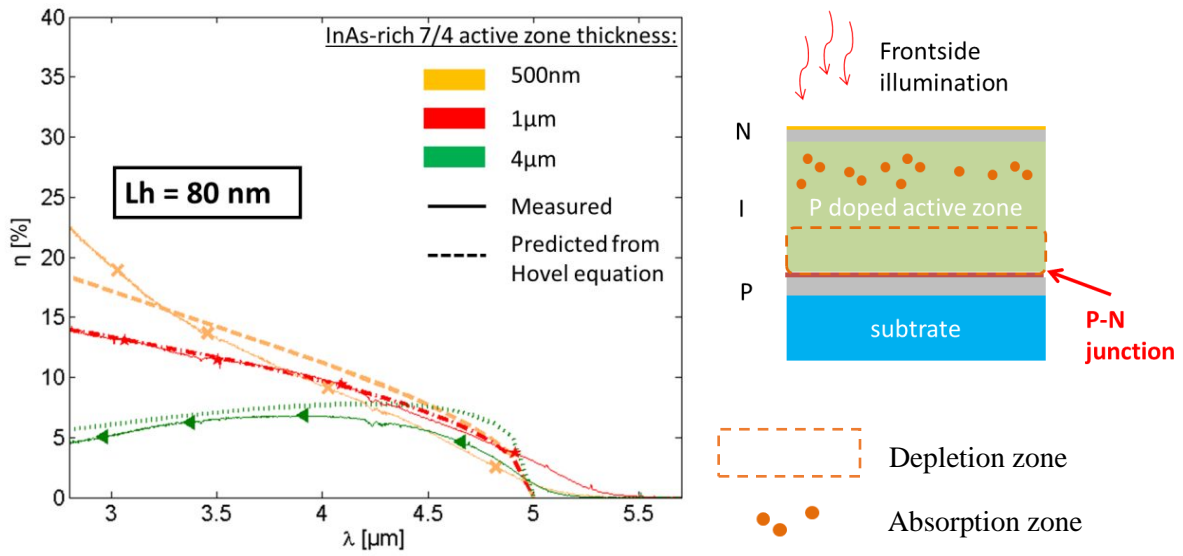 40
35
30
25
20
15
10
5
0
η [%]
3
3.5
4
4.5
5
5.5
λ [µm]
InAs-rich 7/4 active zone thickness:
500nm
1µm
4µm
Measured
Predicted from
Hovel equation
Lh = 80 nm
Frontside
illumination
N
I
P
P doped active zone
subtrate
P-N
junction
Depletion zone
Absorption zone